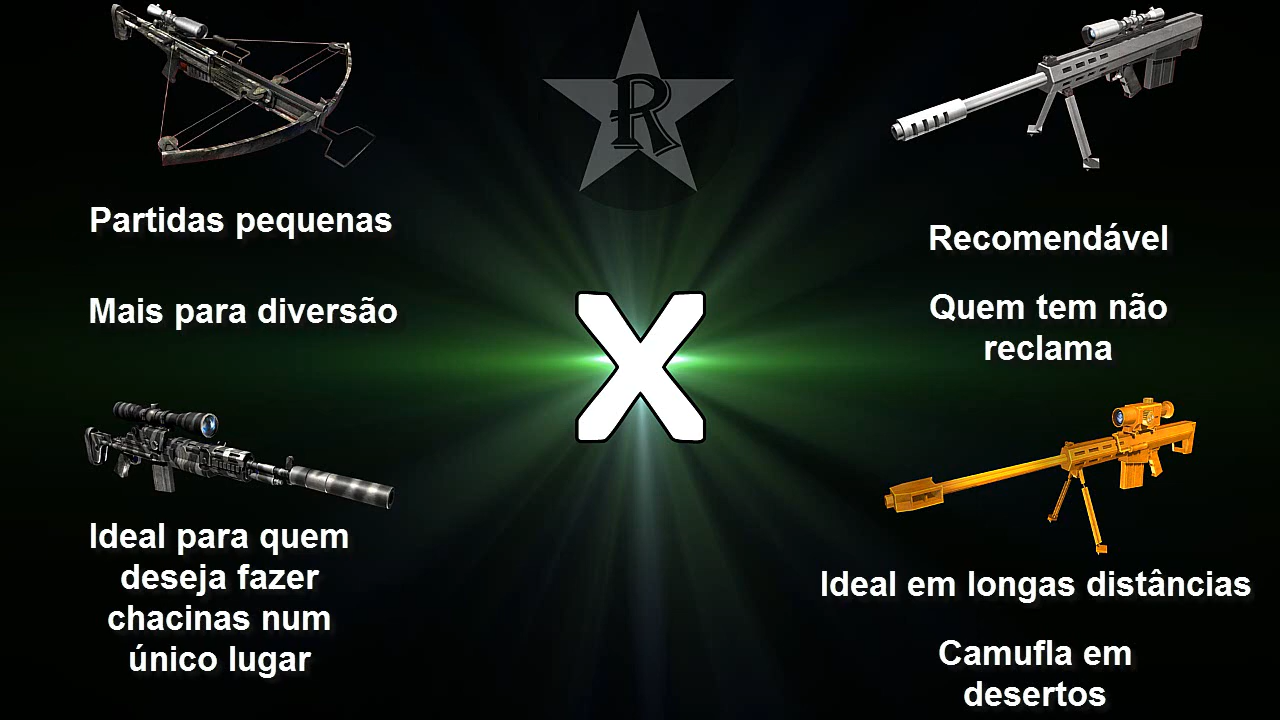 R
Partidas pequenas
Mais para diversão
X
Recomendável
Quem tem não
reclama
Ideal para quem
deseja fazer
chacinas num
único lugar
Ideal em longas distâncias
Camufla em
desertos